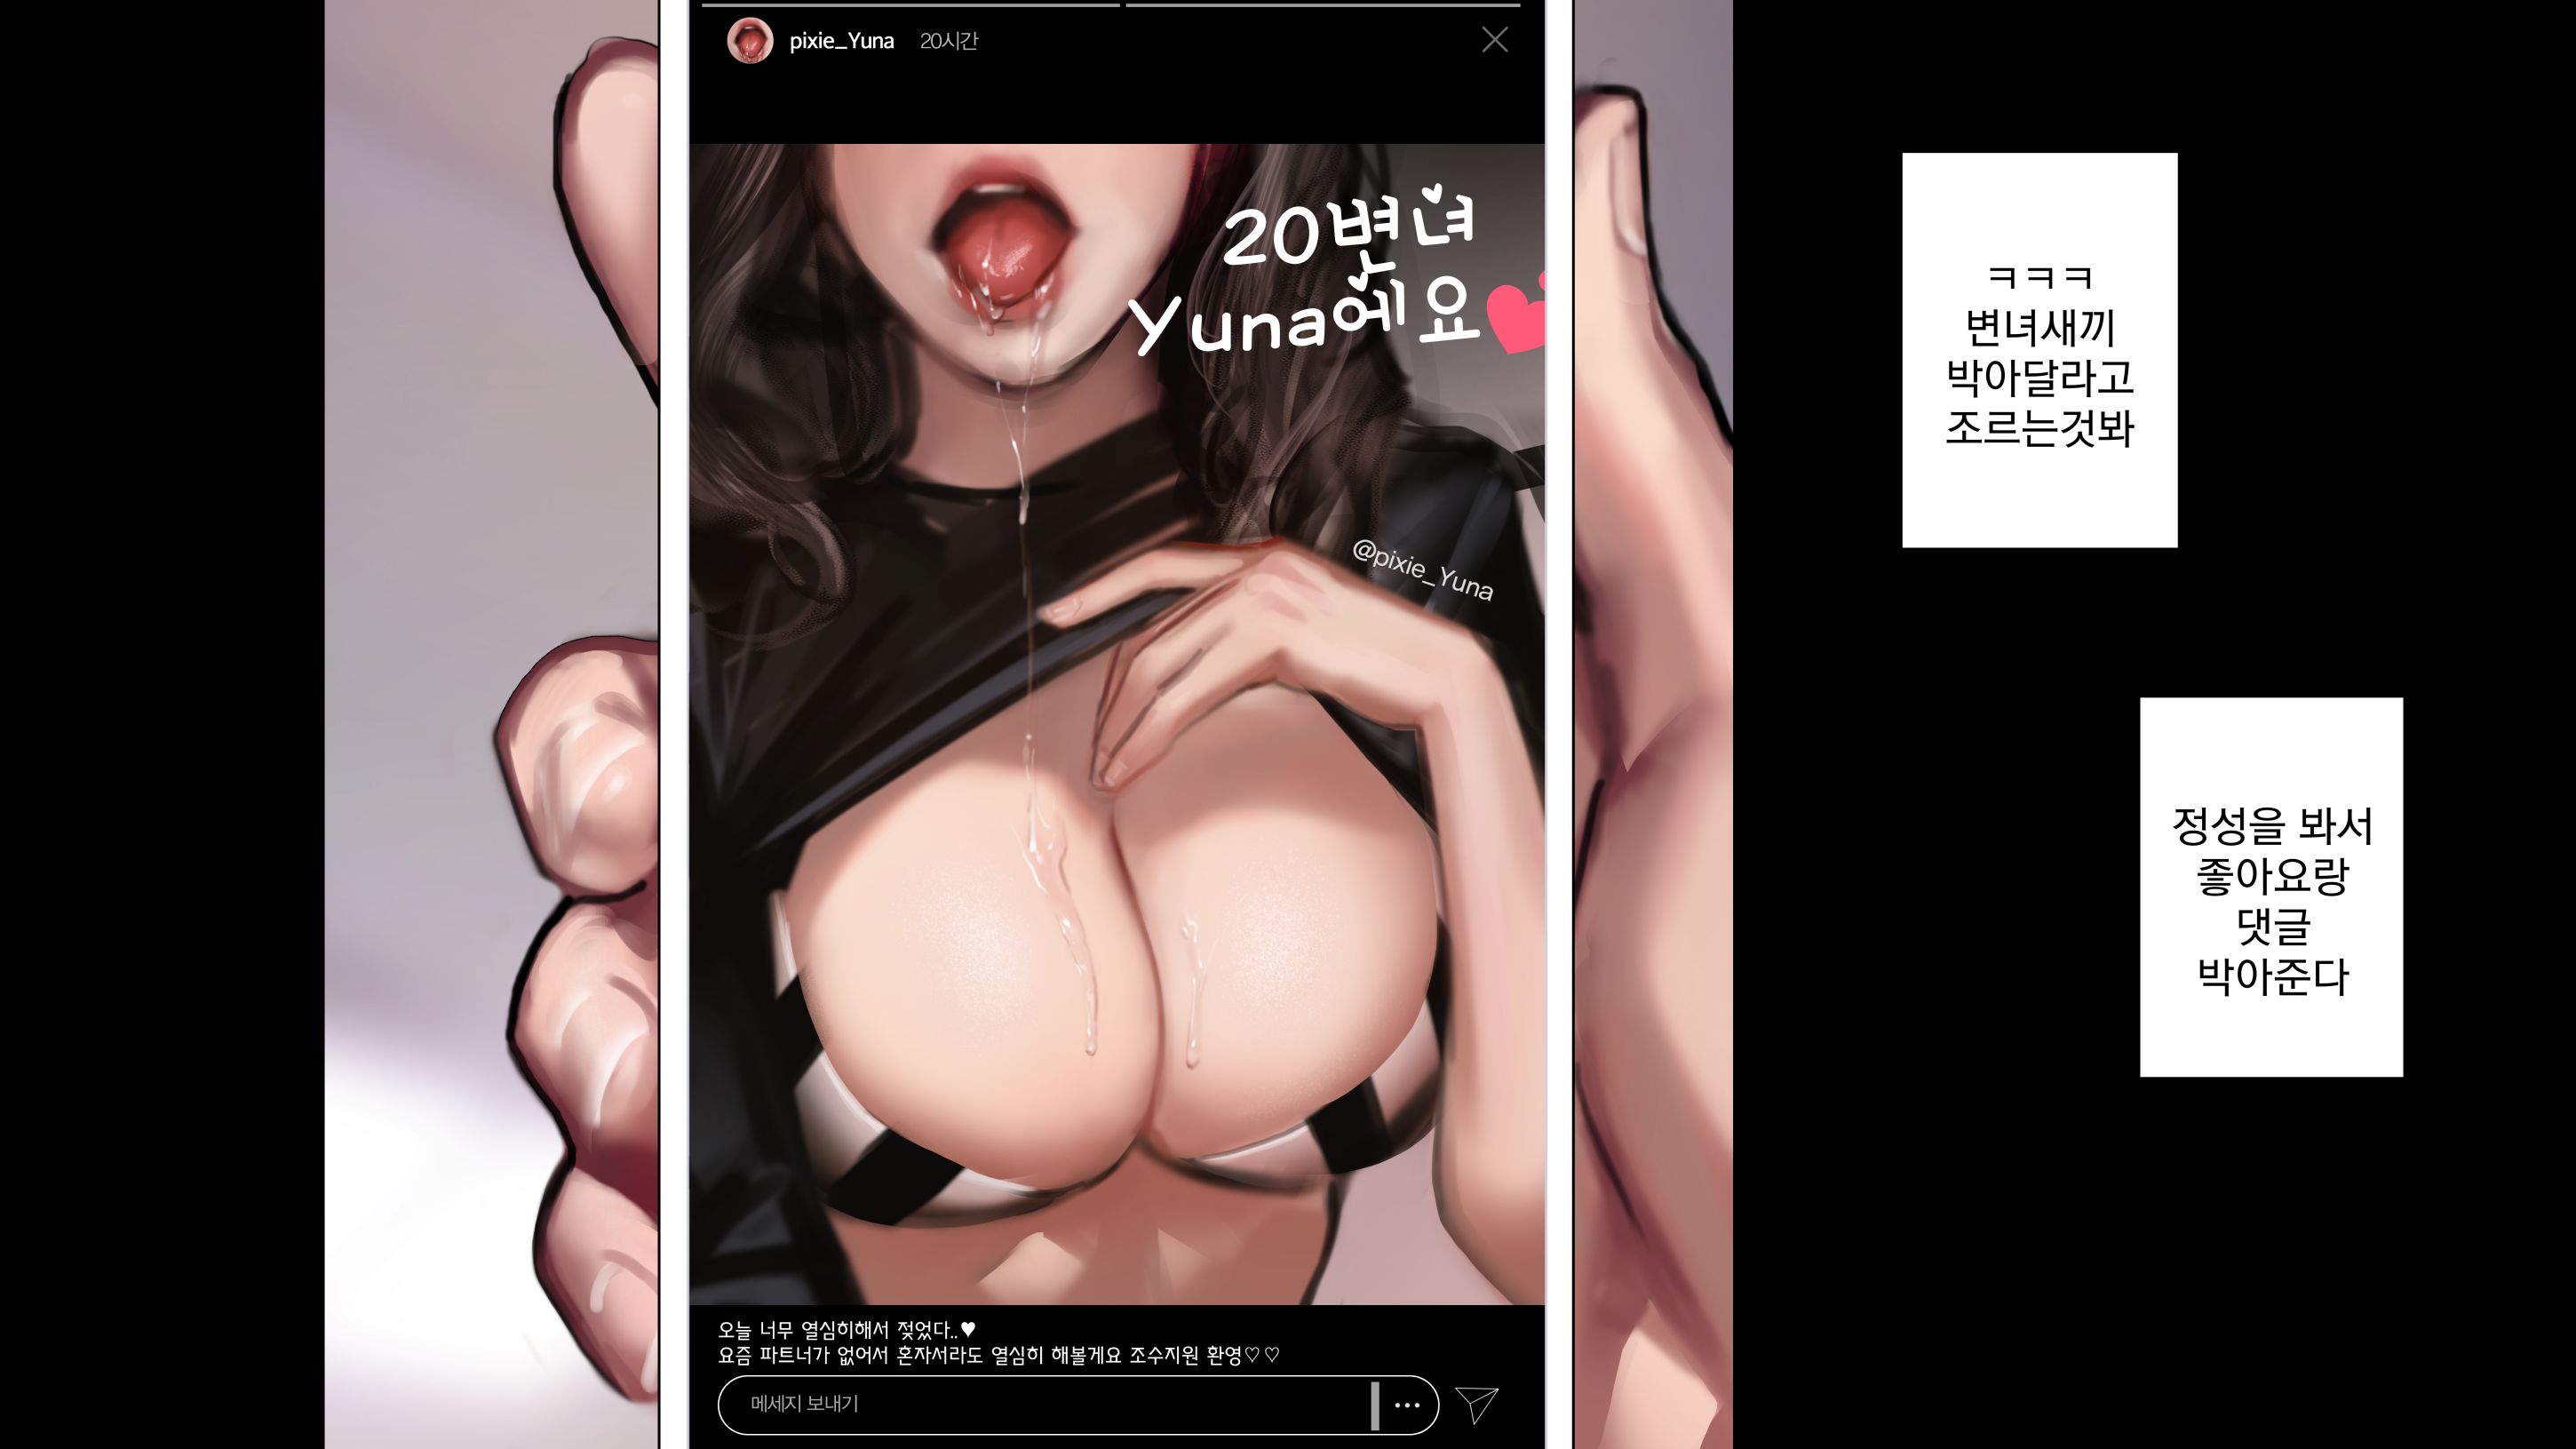 pixie_Yuna 20시간
20변녀
Yuna에요
@pixie_Yuna
오늘 너무 열심히해서 젖었다..♥
요즘 파트너가 없어서 혼자서라도 열심히 해볼게요 조수지원 환영♡♡
메세지 보내기
ㅋㅋㅋ
변녀새끼
박아달라고
조르는것봐
정성을 봐서
좋아요랑
댓글
박아준다